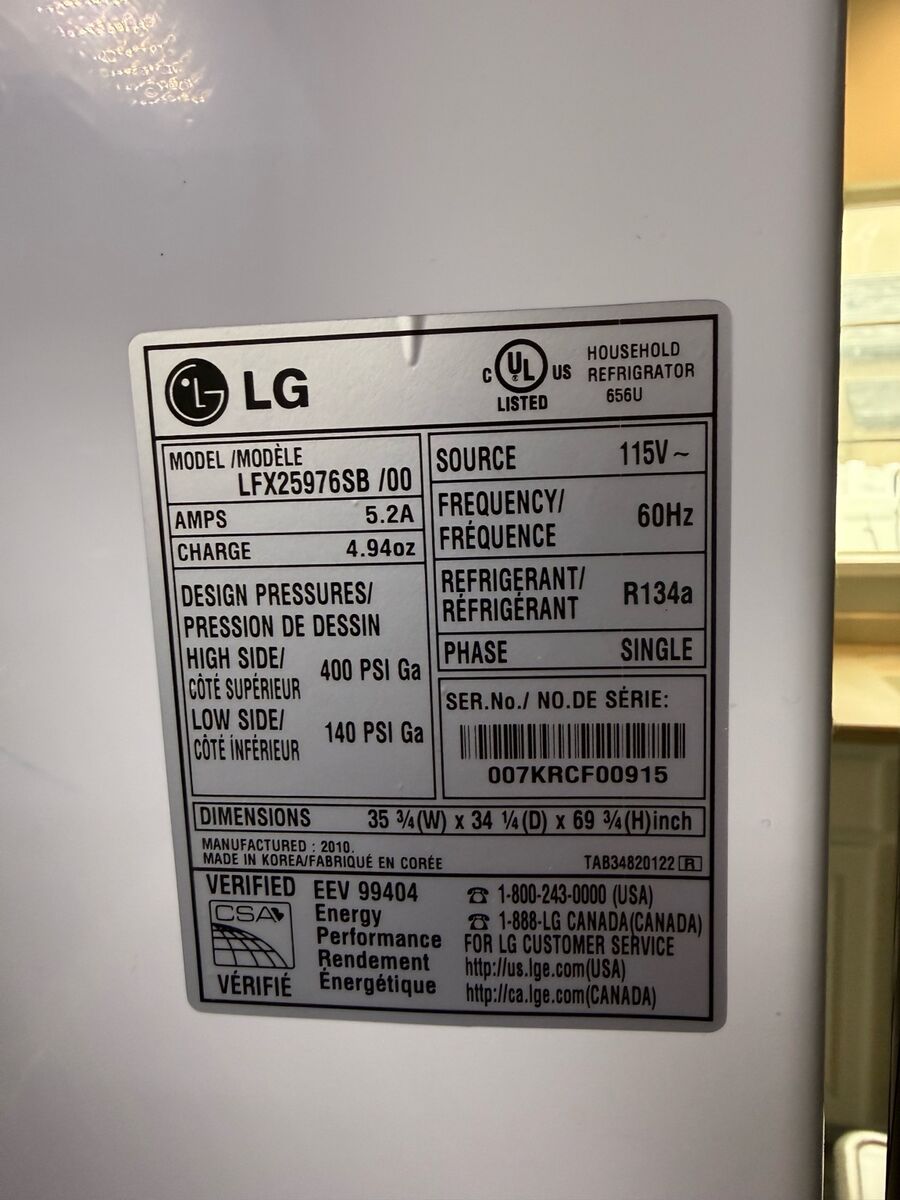 LG
C UL US
LISTED
HOUSEHOLD
REFRIGRATOR
656U
MODEL /MODÈLE
LFX25976SB /00
AMPS 5.2A
CHARGE 4.94oz
DESIGN PRESSURES/
PRESSION DE DESSIN
HIGH SIDE/
CÔTÉ SUPÉRIEUR 400 PSI Ga
LOW SIDE/
CÔTÉ ÍNFÉRIEUR 140 PSI Ga
SOURCE 115V ~
FREQUENCY/
FRÉQUENCE 60Hz
REFRIGERANT/
RÉFRIGÉRANT R134a
PHASE SINGLE
SER.No./ NO.DE SÉRIE:
007KRCF00915
DIMENSIONS 35 ¾(W) x 34 ¼(D) x 69 ¾(H)inch
MANUFACTURED : 2010.
MADE IN KOREA/FABRIQUÉ EN CORÉE TAB34820122 R
VERIFIED
CSA
VÉRIFIÉ
EEV 99404
Energy
Performance
Rendement
Énergétique
☎ 1-800-243-0000 (USA)
☎ 1-888-LG CANADA(CANADA)
FOR LG CUSTOMER SERVICE
http://us.lge.com(USA)
http://ca.lge.com(CANADA)